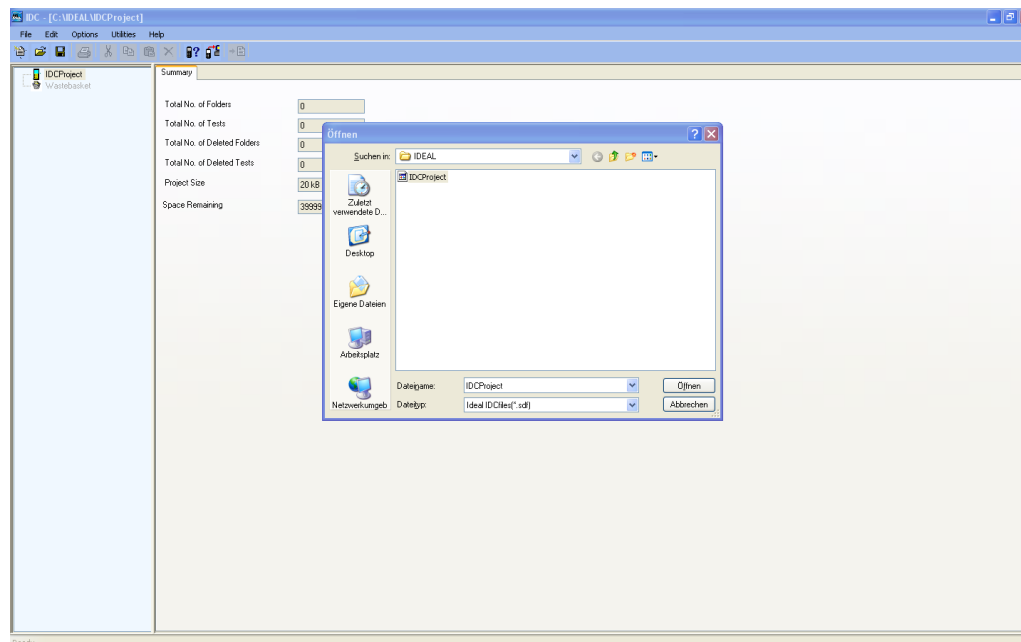 IDC - [C:\IDEAL\IDCProject]
File Edit Options Utilities Help
IDCProject
Wastebasket
Summary
Total No. of Folders 0
Total No. of Tests 0
Total No. of Deleted Folders 0
Total No. of Deleted Tests 0
Project Size 20 kB
Space Remaining 39999
Öffnen
Suchen in: IDEAL
IDCProject
Zuletzt
verwendete D...
Desktop
Eigene Dateien
Arbeitsplatz
Netzwerkumgeb
Dateiname: IDCProject Öffnen
Dateityp: Ideal IDCfiles(*.sdf) Abbrechen